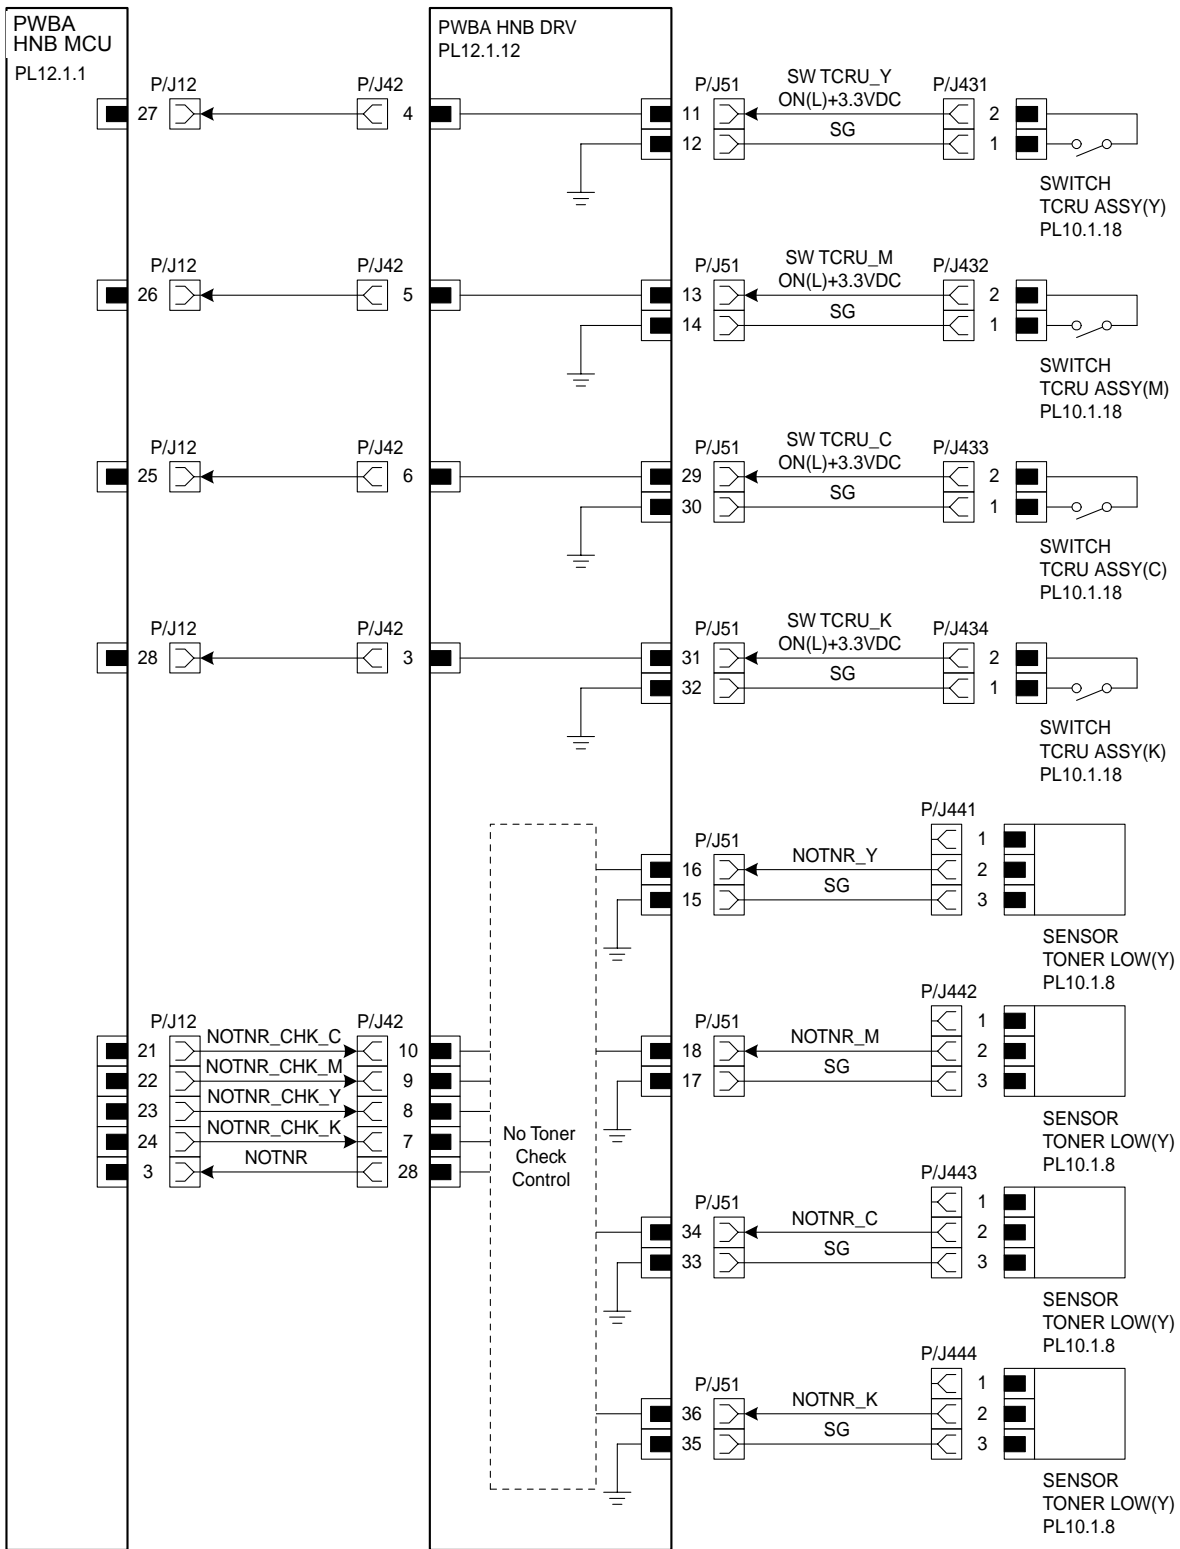 PWBA
HNB MCU
PL12.1.1
PWBA HNB DRV
PL12.1.12
P/J12
P/J42
P/J51
SW TCRU_Y
ON(L)+3.3VDC
P/J431
27
4
11
2
SG
12
1
SWITCH
TCRU ASSY(Y)
PL10.1.18
P/J12
P/J42
P/J51
SW TCRU_M
ON(L)+3.3VDC
P/J432
26
5
13
2
SG
14
1
SWITCH
TCRU ASSY(M)
PL10.1.18
P/J12
P/J42
P/J51
SW TCRU_C
ON(L)+3.3VDC
P/J433
25
6
29
2
SG
30
1
SWITCH
TCRU ASSY(C)
PL10.1.18
P/J12
P/J42
P/J51
SW TCRU_K
ON(L)+3.3VDC
P/J434
28
3
31
2
SG
32
1
SWITCH
TCRU ASSY(K)
PL10.1.18
P/J441
1
P/J51
16
NOTNR_Y
2
15
SG
3
SENSOR
TONER LOW(Y)
PL10.1.8
P/J442
1
P/J51
18
NOTNR_M
2
17
SG
3
SENSOR
TONER LOW(Y)
PL10.1.8
P/J12
P/J42
21
NOTNR_CHK_C
10
22
NOTNR_CHK_M
9
23
NOTNR_CHK_Y
8
24
NOTNR_CHK_K
7
3
NOTNR
28
No Toner
Check
Control
P/J443
1
P/J51
34
NOTNR_C
2
33
SG
3
SENSOR
TONER LOW(Y)
PL10.1.8
P/J444
1
P/J51
36
NOTNR_K
2
35
SG
3
SENSOR
TONER LOW(Y)
PL10.1.8